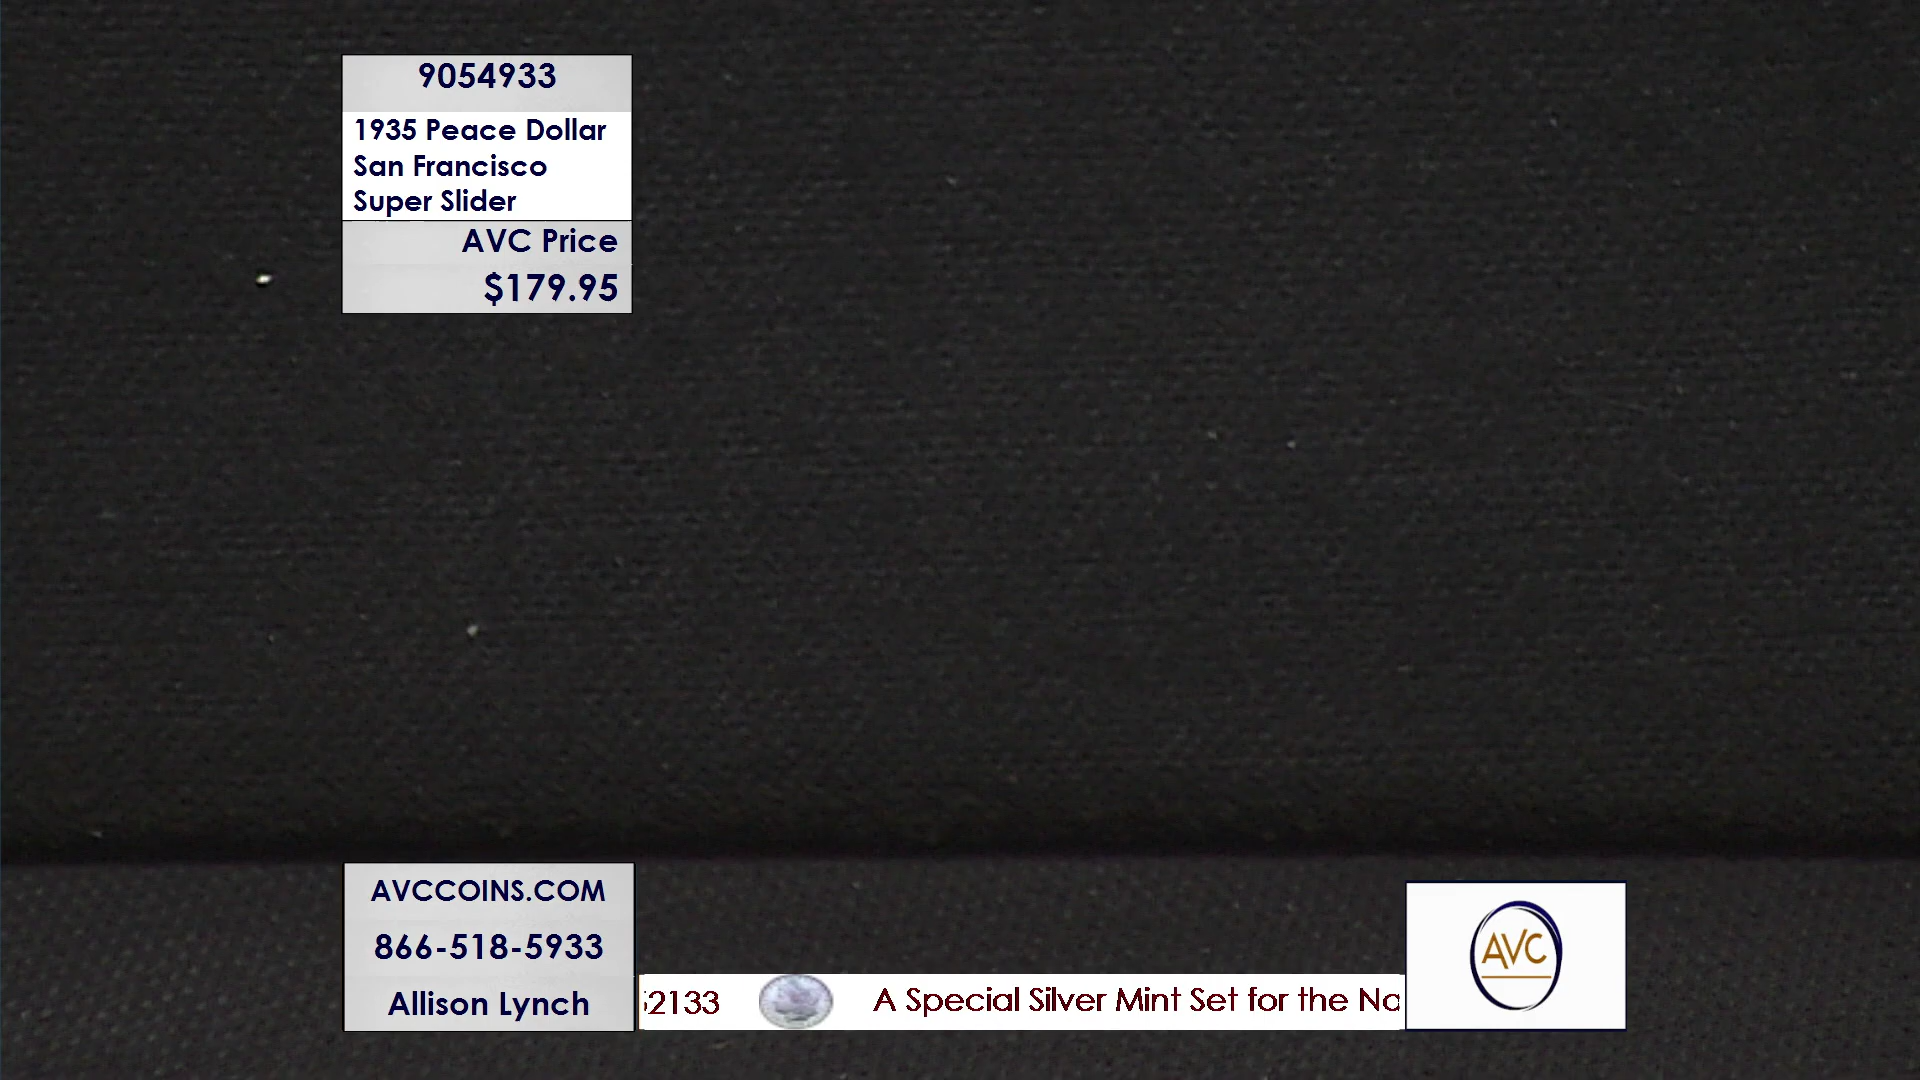 9054933
1935 Peace Dollar
San Francisco
Super Slider
AVC Price
$179.95
AVCCOINS.COM
866-518-5933
Allison Lynch
2133
A Special Silver Mint Set for the
AVC